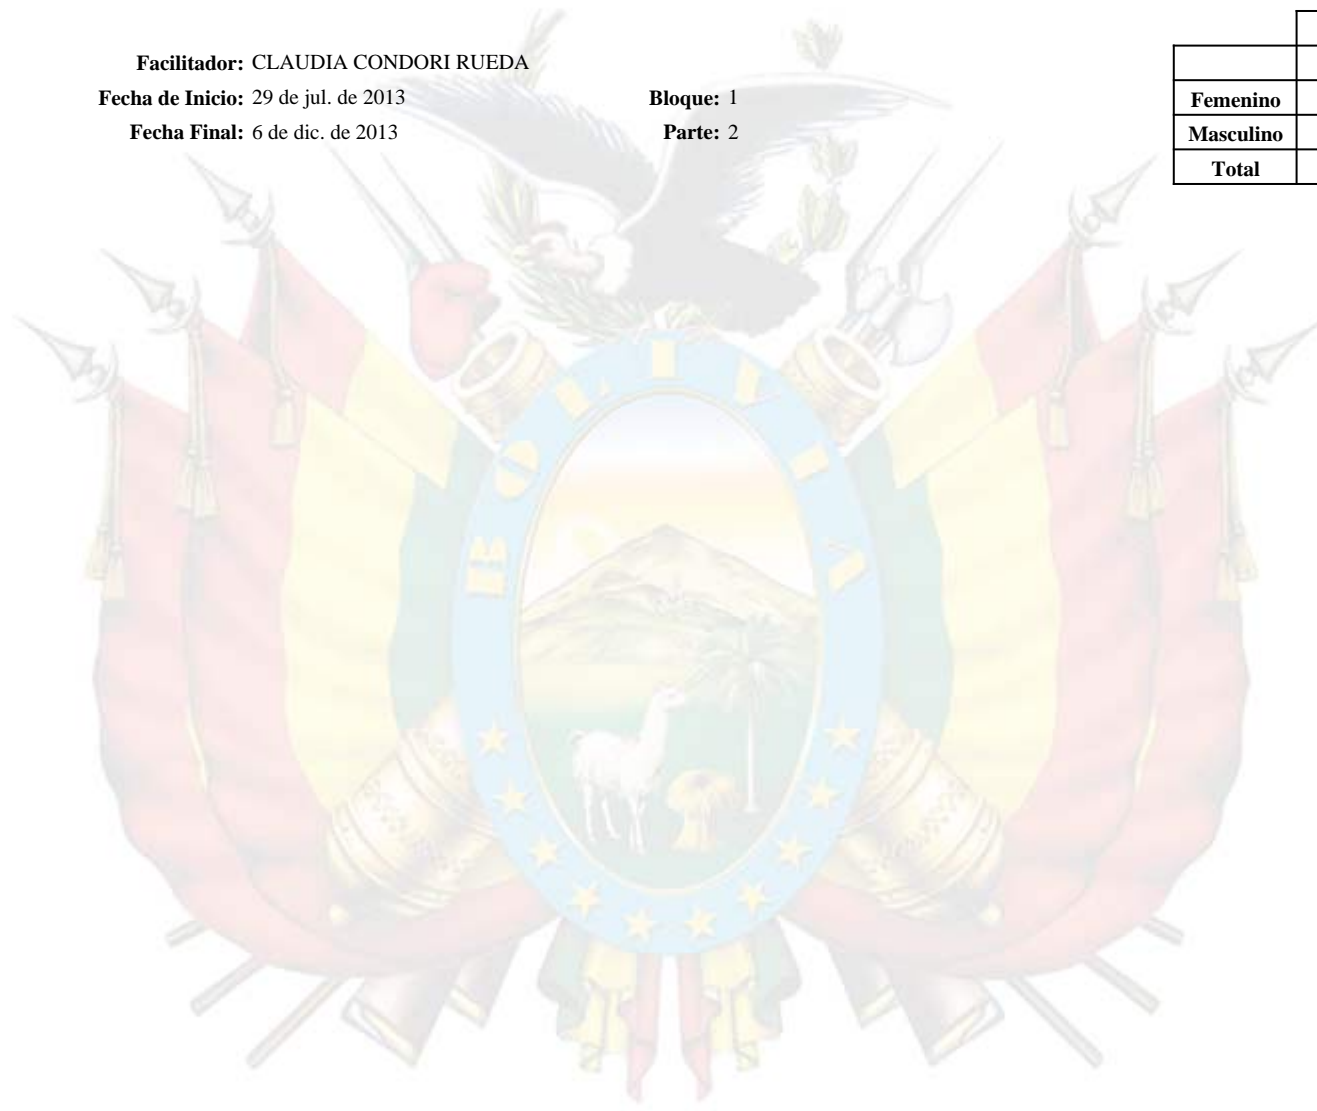 Facilitador: CLAUDIA CONDORI RUEDA
Fecha de Inicio: 29 de jul. de 2013 Bloque: 1
Fecha Final: 6 de dic. de 2013 Parte: 2
Femenino
Masculino
Total
BOLIVIA